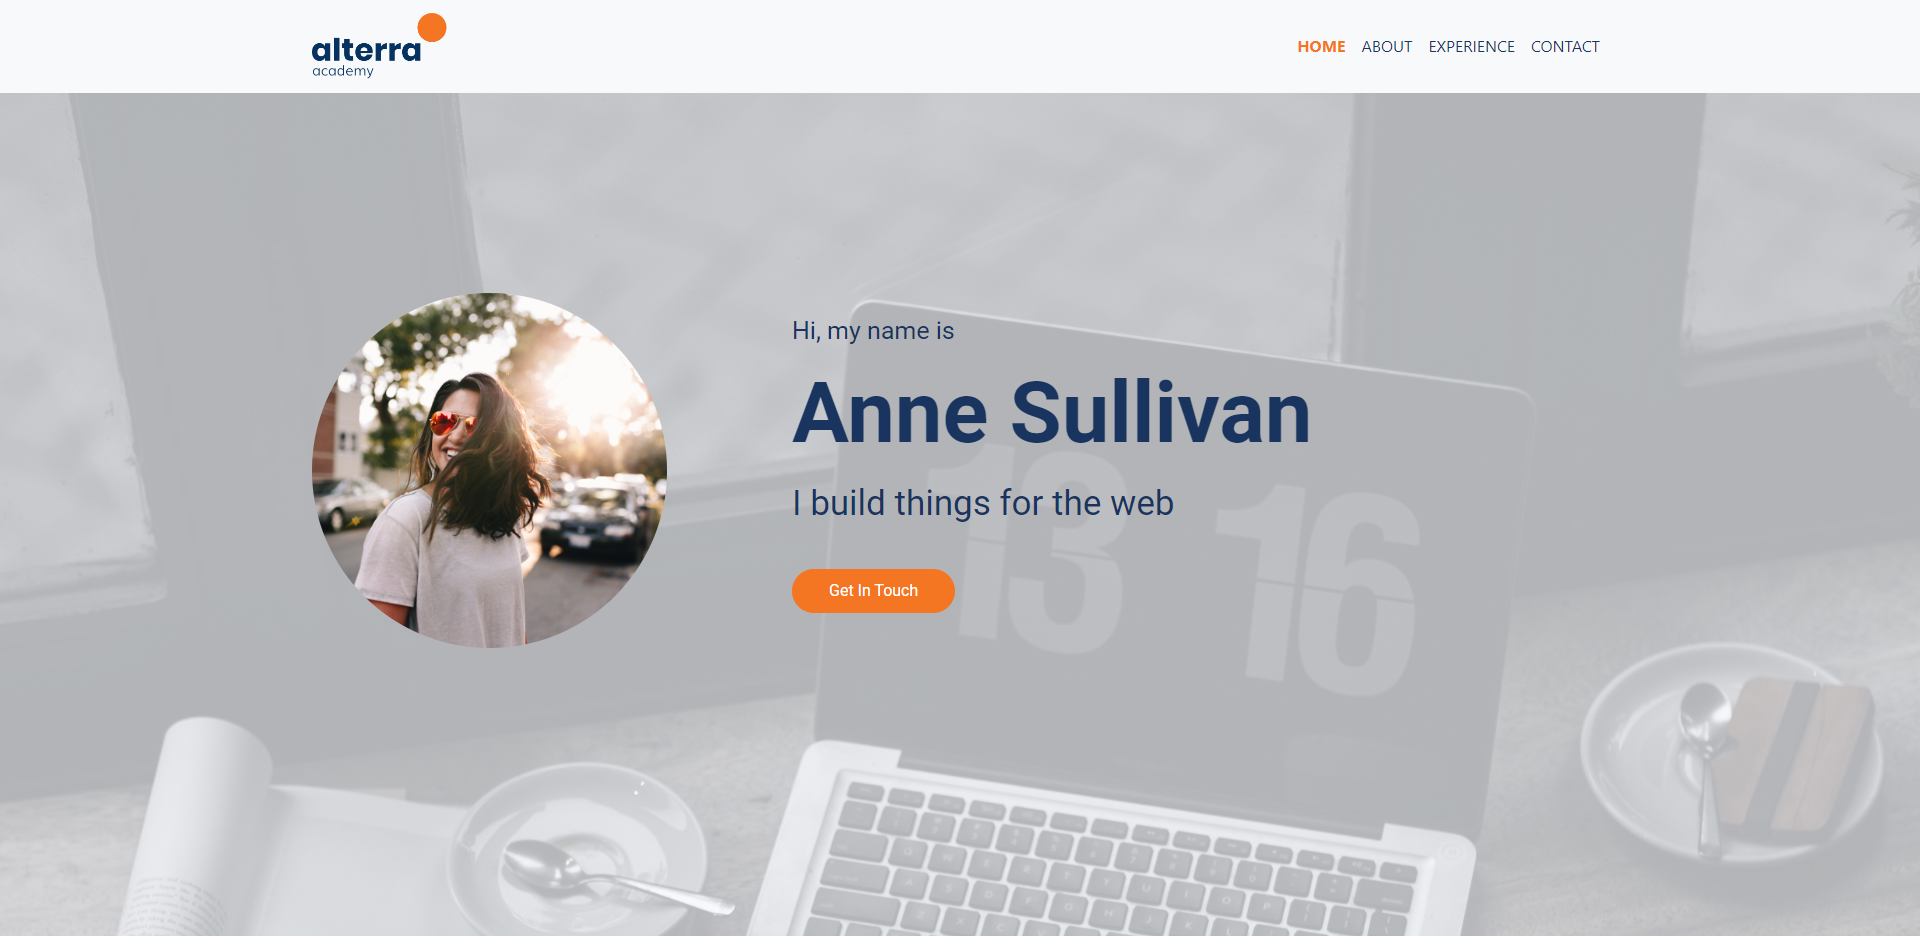 alterra
academy
HOME ABOUT EXPERIENCE CONTACT
Hi, my name is
Anne Sullivan
I build things for the web
Get In Touch
13 16